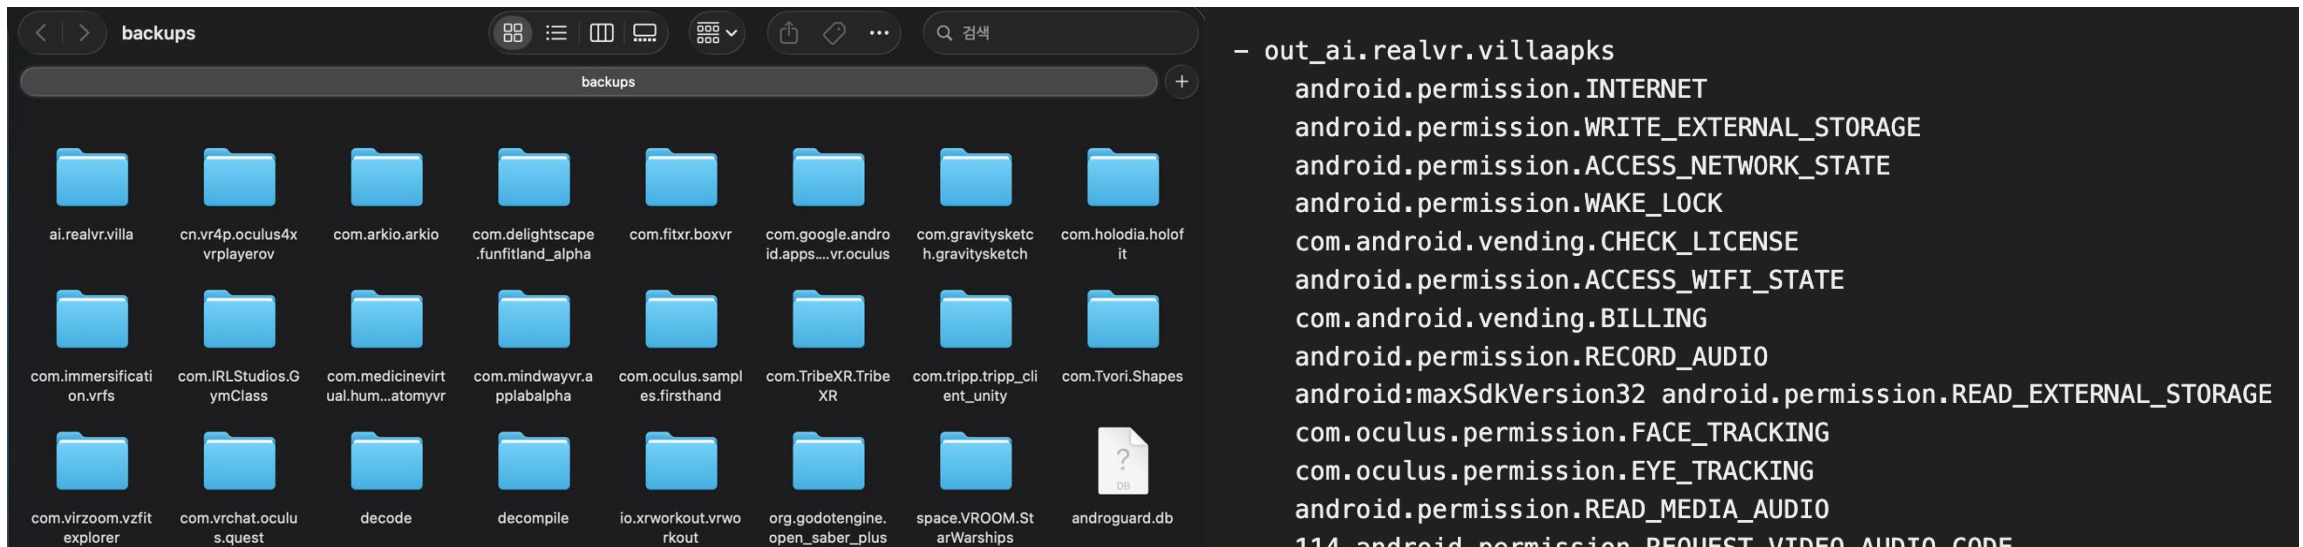 backups
검색
backups
ai.realvr.villa
cn.vr4p.oculus4x
vrplayerov
com.arkio.arkio
com.delightscape
.funfitland_alpha
com.fitxr.boxvr
com.google.andro
id.apps....vr.oculus
com.gravitysketc
h.gravitysketch
com.holodia.holof
it
com.immersificati
on.vrfs
com.IRLStudios.G
ymClass
com.medicinevirt
ual.hum...atomyvr
com.mindwayvr.a
pplabalpha
com.oculus.sampl
es.firsthand
com.TribeXR.Tribe
XR
com.tripp.tripp_cli
ent_unity
com.Tvori.Shapes
?
DB
com.virzoom.vzfit
explorer
com.vrchat.oculu
s.quest
decode
decompile
io.xrworkout.vrwo
rkout
org.godotengine.
open_saber_plus
space.VROOM.St
arWarships
androguard.db
- out_ai.realvr.villaapks
android.permission.INTERNET
android.permission.WRITE_EXTERNAL_STORAGE
android.permission.ACCESS_NETWORK_STATE
android.permission.WAKE_LOCK
com.android.vending.CHECK_LICENSE
android.permission.ACCESS_WIFI_STATE
com.android.vending.BILLING
android.permission.RECORD_AUDIO
android:maxSdkVersion32 android.permission.READ_EXTERNAL_STORAGE
com.oculus.permission.FACE_TRACKING
com.oculus.permission.EYE_TRACKING
android.permission.READ_MEDIA_AUDIO
114 android.permission.REQUEST_VIDEO_AUDIO_CODE